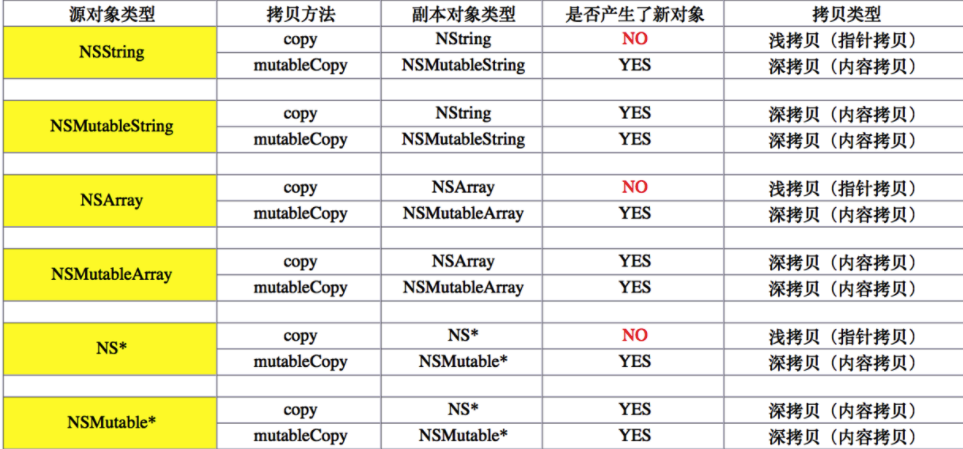 源对象类型 拷贝方法 副本对象类型 是否产生了新对象 拷贝类型
NSString copy NString NO 浅拷贝（指针拷贝）
mutableCopy NSMutableString YES 深拷贝（内容拷贝）
NSMutableString copy NString YES 深拷贝（内容拷贝）
mutableCopy NSMutableString YES 深拷贝（内容拷贝）
NSArray copy NSArray NO 浅拷贝（指针拷贝）
mutableCopy NSMutableArray YES 深拷贝（内容拷贝）
NSMutableArray copy NSArray YES 深拷贝（内容拷贝）
mutableCopy NSMutableArray YES 深拷贝（内容拷贝）
NS* copy NS* NO 浅拷贝（指针拷贝）
mutableCopy NSMutable* YES 深拷贝（内容拷贝）
NSMutable* copy NS* YES 深拷贝（内容拷贝）
mutableCopy NSMutable* YES 深拷贝（内容拷贝）